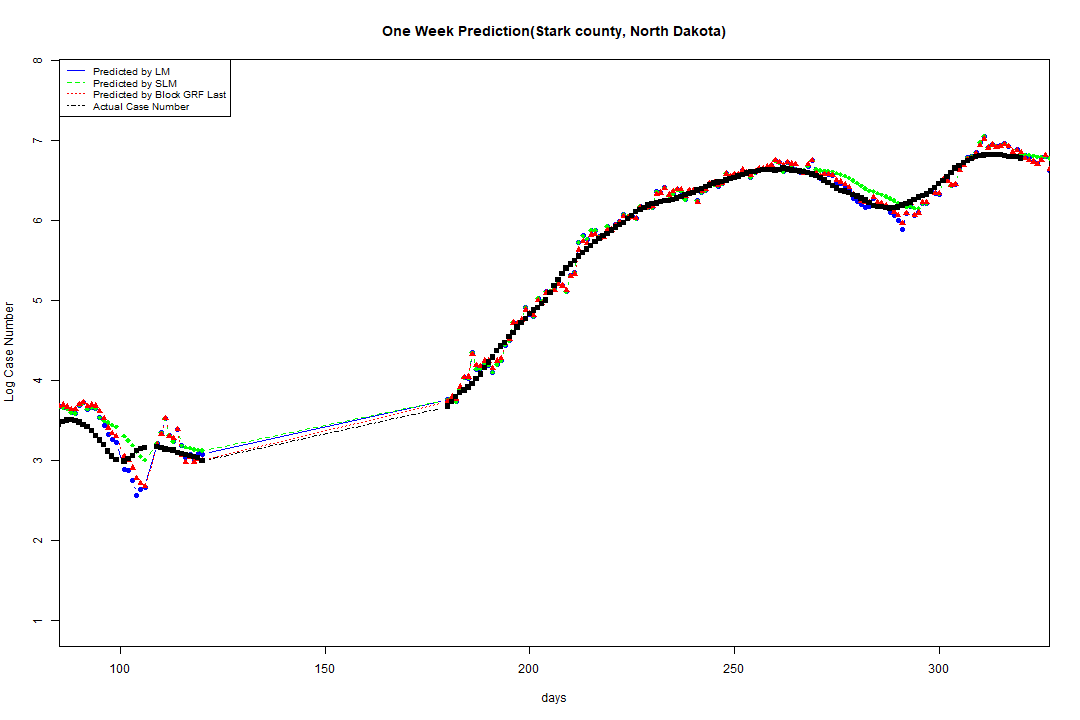 One Week Prediction(Stark county, North Dakota)
Predicted by LM
Predicted by SLM
Predicted by Block GRF Last
Actual Case Number
8
7
6
5
4
3
2
1
Log Case Number
100 150 200 250 300
days